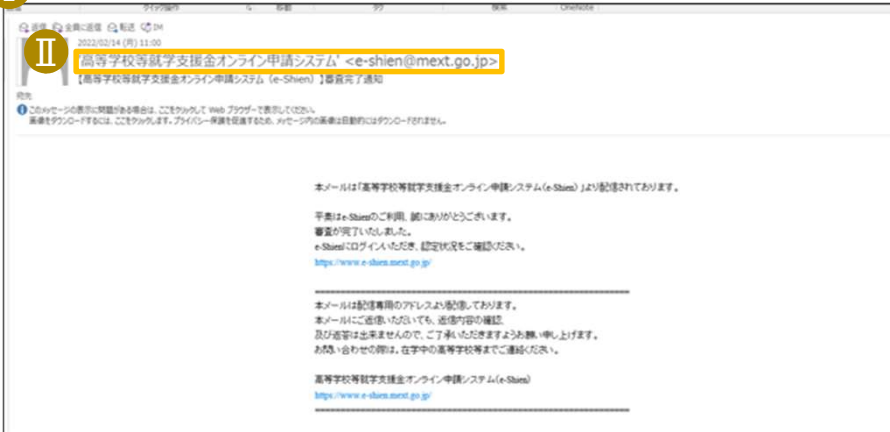 クイック操作 移動 タグ 検索 OneNote
返信 全員に返信 転送 IM
Ⅱ
2022/02/14 (月) 11:00
'高等学校等就学支援金オンライン申請システム' <e-shien@mext.go.jp>
【高等学校等就学支援金オンライン申請システム（e-Shien）】審査完了通知
宛先
このメッセージの表示に問題がある場合は、ここをクリックして Web ブラウザーで表示してください。
画像をダウンロードするには、ここをクリックします。プライバシー保護を促進するため、メッセージ内の画像は自動的にはダウンロードされません。
本メールは「高等学校等就学支援金オンライン申請システム(e-Shien)」より配信されております。
平素はe-Shienのご利用、誠にありがとうございます。
審査が完了いたしました。
e-Shienにログインいただき、認定状況をご確認ください。
https://www.e-shien.mext.go.jp/
本メールは配信専用のアドレスより配信しております。
本メールにご返信いただいても、返信内容の確認、
及び返答は出来ませんので、ご了承いただきますようお願い申し上げます。
お問い合わせの際は、在学中の高等学校等までご連絡ください。
高等学校等就学支援金オンライン申請システム(e-Shien)
https://www.e-shien.mext.go.jp/